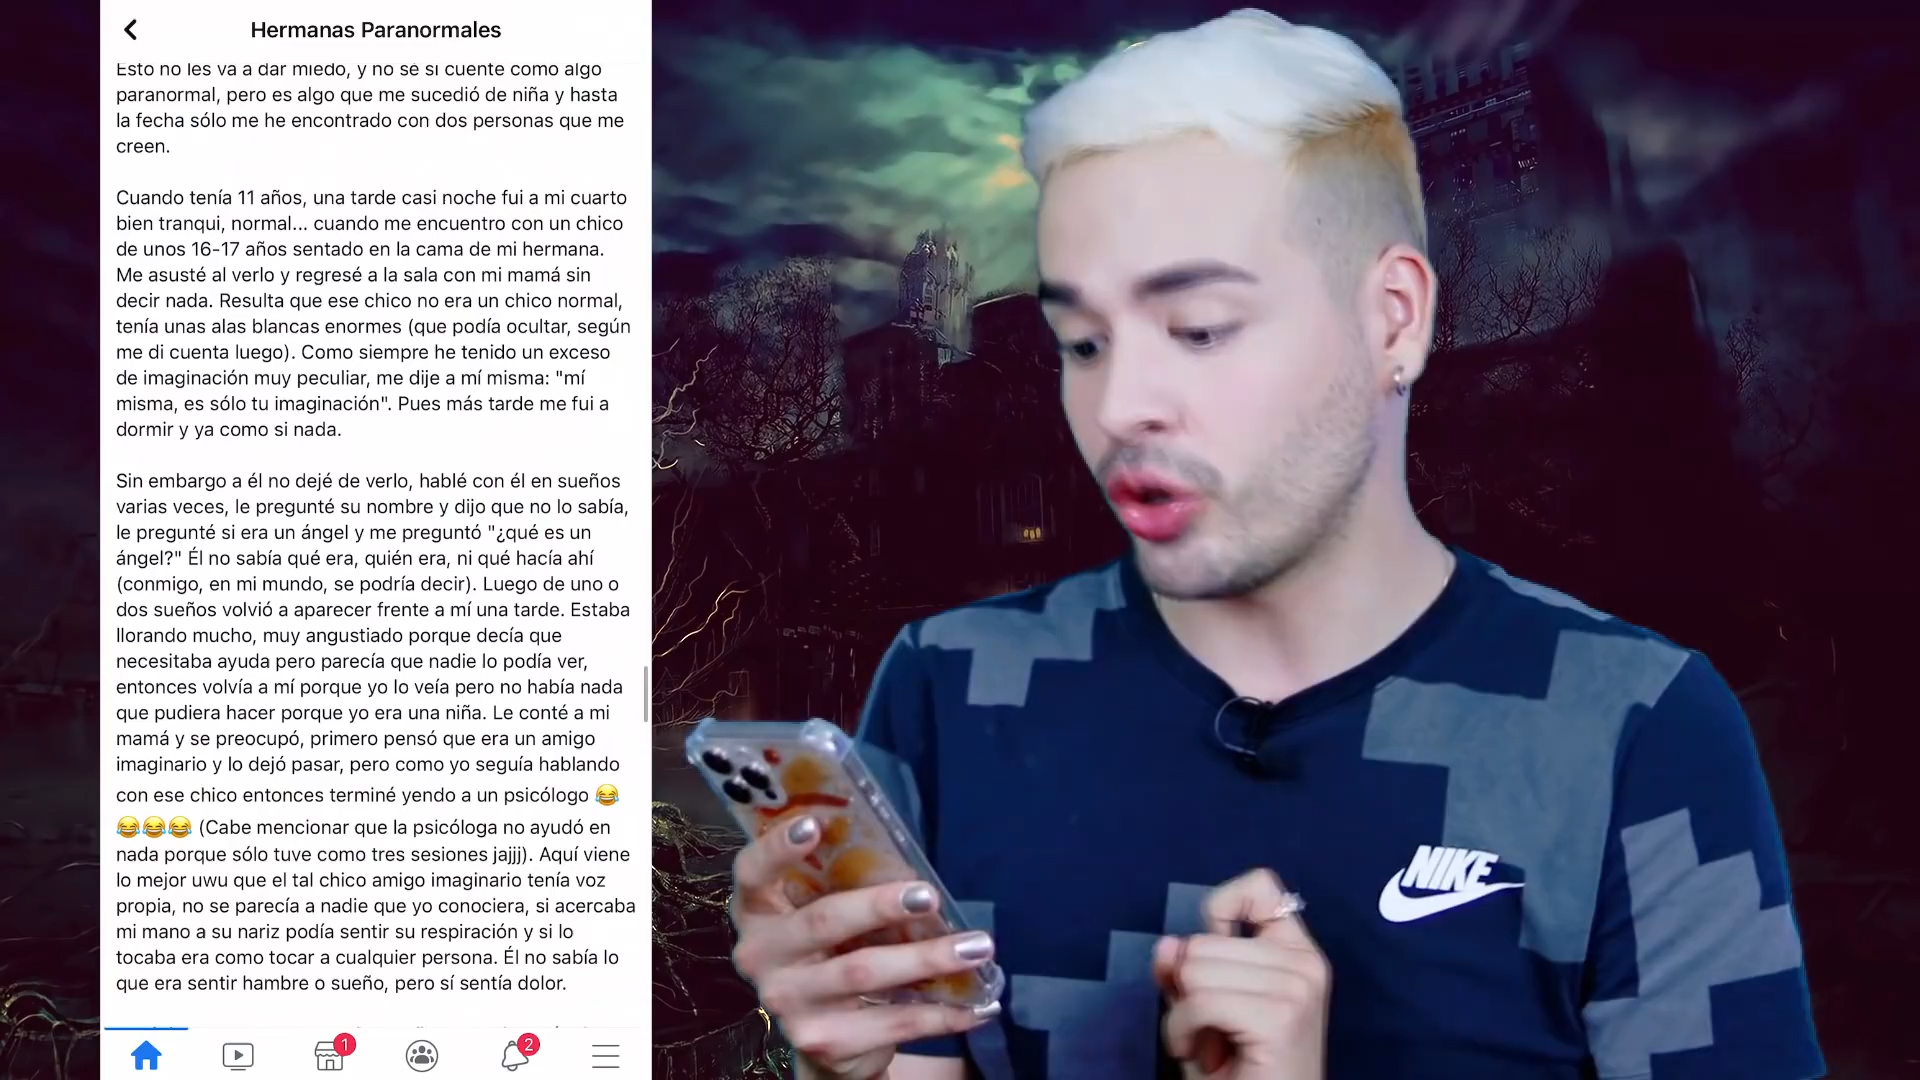 Hermanas Paranormales
Esto no les va a dar miedo, y no sé si cuente como algo
paranormal, pero es algo que me sucedió de niña y hasta
la fecha sólo me he encontrado con dos personas que me
creen.
Cuando tenía 11 años, una tarde casi noche fui a mi cuarto
bien tranqui, normal... cuando me encuentro con un chico
de unos 16-17 años sentado en la cama de mi hermana.
Me asusté al verlo y regresé a la sala con mi mamá sin
decir nada. Resulta que ese chico no era un chico normal,
tenía unas alas blancas enormes (que podía ocultar, según
me di cuenta luego). Como siempre he tenido un exceso
de imaginación muy peculiar, me dije a mí misma: "mí
misma, es sólo tu imaginación". Pues más tarde me fui a
dormir y ya como si nada.
Sin embargo a él no dejé de verlo, hablé con él en sueños
varias veces, le pregunté su nombre y dijo que no lo sabía,
le pregunté si era un ángel y me preguntó "¿qué es un
ángel?" Él no sabía qué era, quién era, ni qué hacía ahí
(conmigo, en mi mundo, se podría decir). Luego de uno o
dos sueños volvió a aparecer frente a mí una tarde. Estaba
llorando mucho, muy angustiado porque decía que
necesitaba ayuda pero parecía que nadie lo podía ver,
entonces volvía a mí porque yo lo veía pero no había nada
que pudiera hacer porque yo era una niña. Le conté a mi
mamá y se preocupó, primero pensó que era un amigo
imaginario y lo dejó pasar, pero como yo seguía hablando
con ese chico entonces terminé yendo a un psicólogo 😂
😂😂😂 (Cabe mencionar que la psicóloga no ayudó en
nada porque sólo tuve como tres sesiones jajjj). Aquí viene
lo mejor uwu que el tal chico amigo imaginario tenía voz
propia, no se parecía a nadie que yo conociera, si acercaba
mi mano a su nariz podía sentir su respiración y si lo
tocaba era como tocar a cualquier persona. Él no sabía lo
que era sentir hambre o sueño, pero sí sentía dolor.
1
2
NIKE